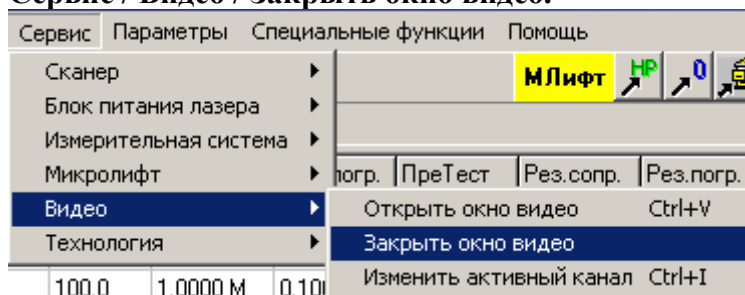 Сервис / Видео / Закрыть окно видео.
Сервис Параметры Специальные функции Помощь
Сканер
МЛифт HP 0
Блок питания лазера
Измерительная система
Микролифт погр. ПреТест Рез.сопр. Рез.погр.
Видео Открыть окно видео Ctrl+V
Технология Закрыть окно видео
Изменить активный канал Ctrl+I
100.0 1.0000 М